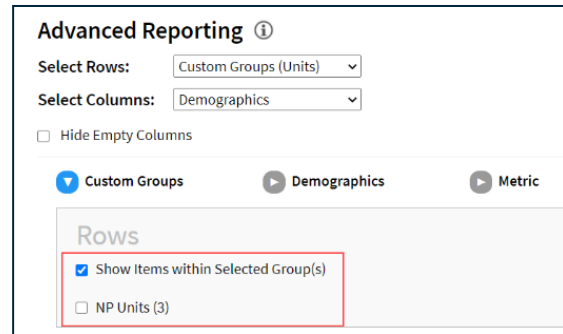 Advanced Reporting ⓘ
Select Rows: Custom Groups (Units)
Select Columns: Demographics
Hide Empty Columns
Custom Groups Demographics Metric
Rows
Show Items within Selected Group(s)
NP Units (3)